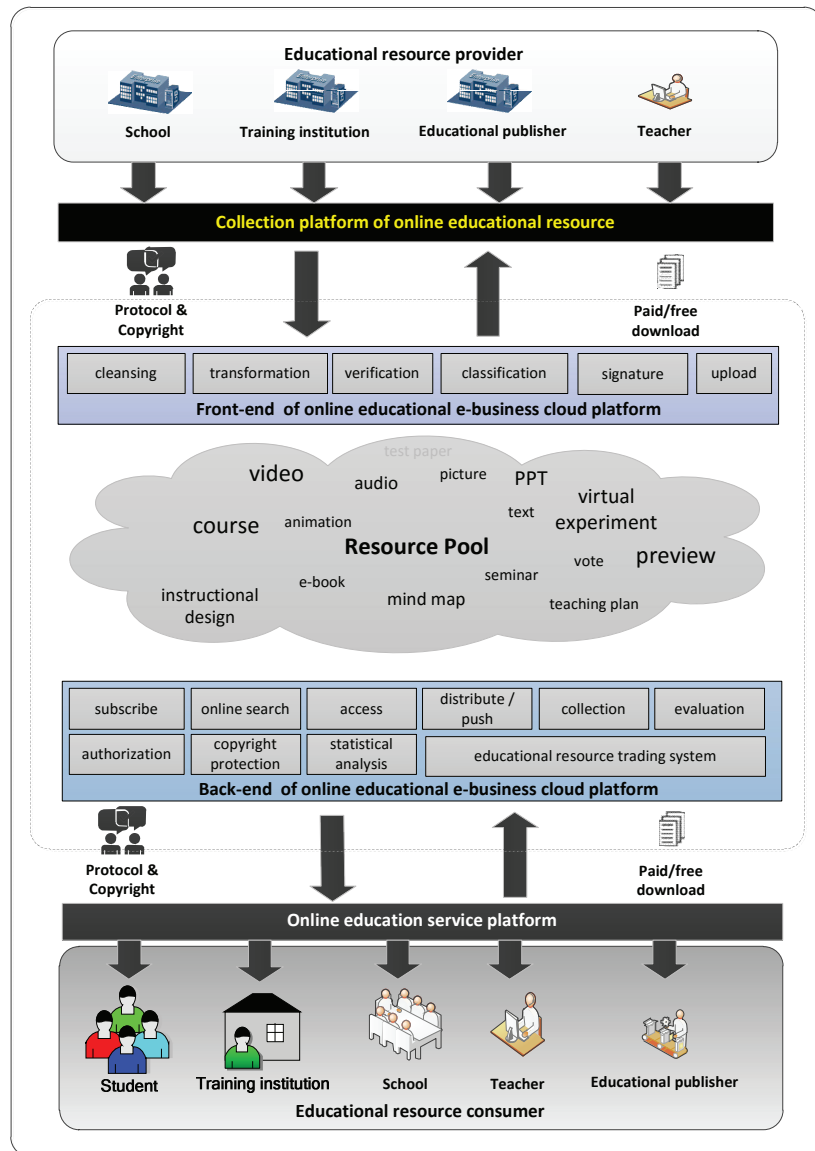 Educational resource provider
School
Training institution
Educational publisher
Teacher
Collection platform of online educational resource
Protocol &
Copyright
Paid/free
download
cleansing
transformation
verification
classification
signature
upload
Front-end of online educational e-business cloud platform
test paper
video
audio
picture
PPT
virtual
experiment
course
animation
text
Resource Pool
preview
vote
seminar
e-book
instructional
design
mind map
teaching plan
subscribe
online search
access
distribute /
push
collection
evaluation
authorization
copyright
protection
statistical
analysis
educational resource trading system
Back-end of online educational e-business cloud platform
Protocol &
Copyright
Paid/free
download
Online education service platform
Student
Training institution
School
Teacher
Educational publisher
Educational resource consumer